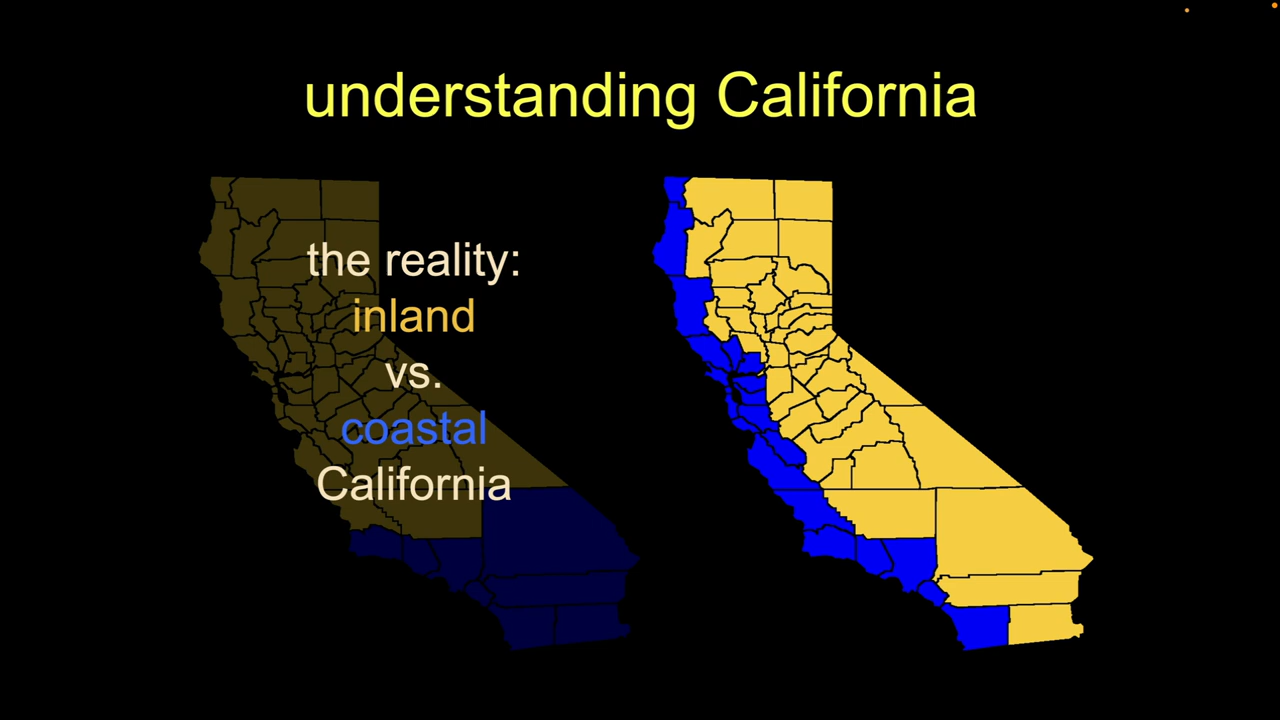 understanding California
the reality:
inland
vs.
coastal
California